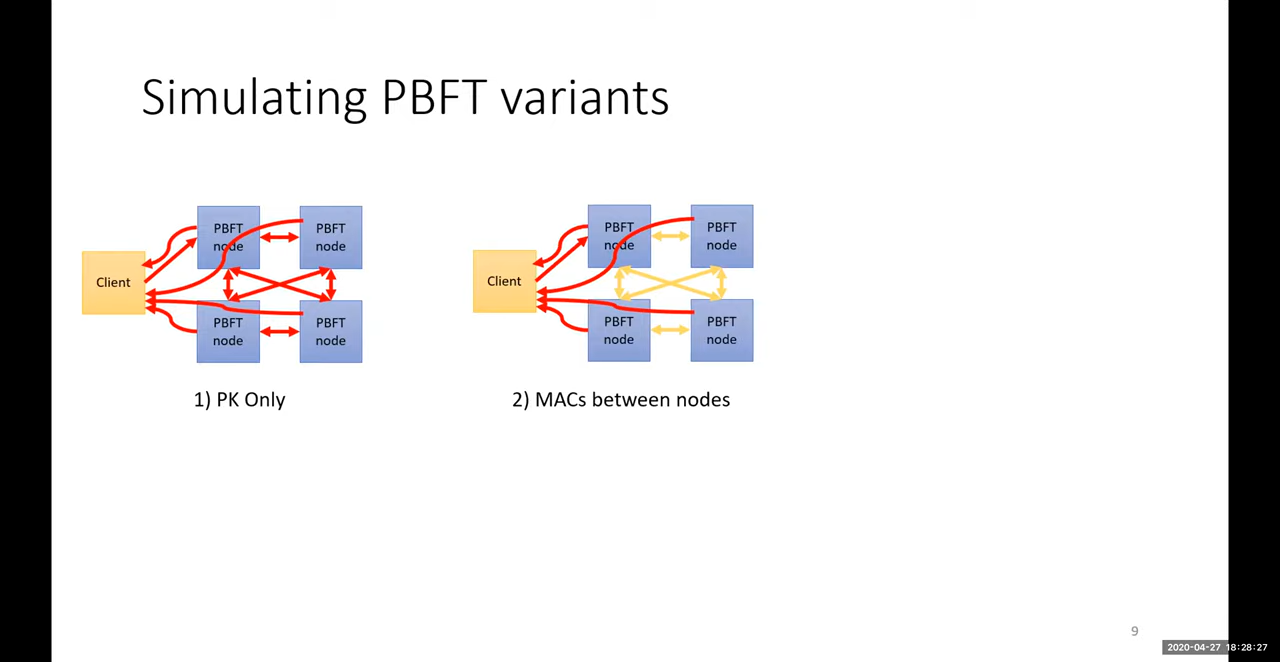 Simulating PBFT variants
PBFT
node
PBFT
node
Client
PBFT
node
PBFT
node
1) PK Only
PBFT
node
PBFT
node
Client
PBFT
node
PBFT
node
2) MACs between nodes
9
2020-04-27 18:28:27